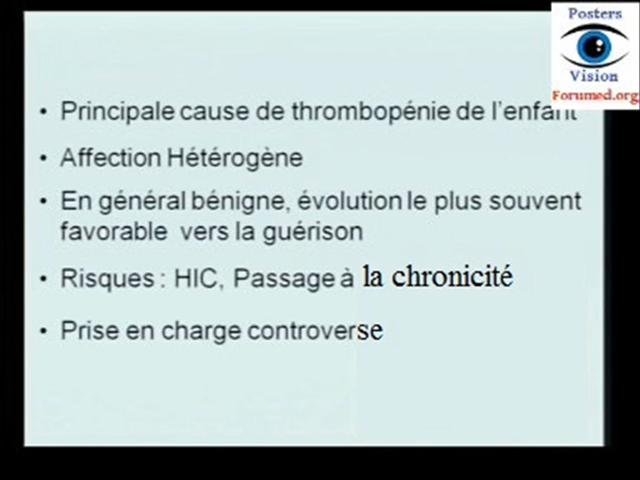 Posters
Vision
Forumed.org
• Principale cause de thrombopénie de l'enfant
• Affection Hétérogène
• En général bénigne, évolution le plus souvent
favorable vers la guérison
• Risques : HIC, Passage à la chronicité
• Prise en charge controverse